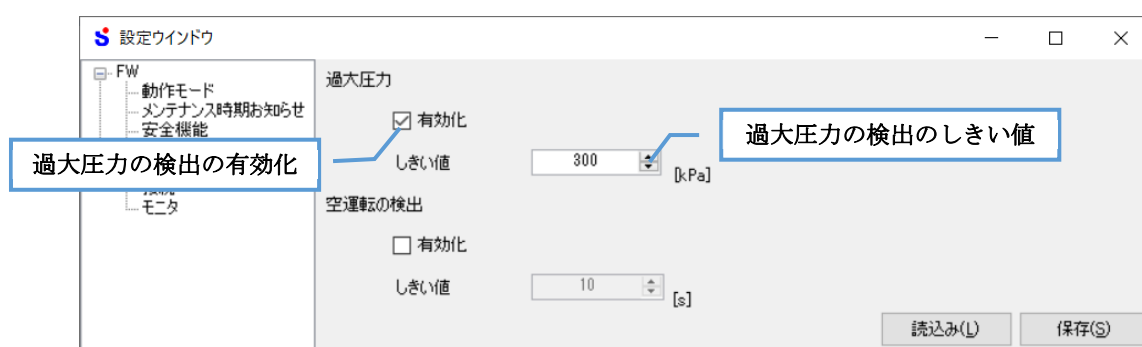 設定ウインドウ
FW
動作モード
メンテナンス時期お知らせ
安全機能
モニタ
過大圧力
有効化
しきい値 300 [kPa]
空運転の検出
有効化
しきい値 10 [s]
読込み(L) 保存(S)
過大圧力の検出の有効化
過大圧力の検出のしきい値